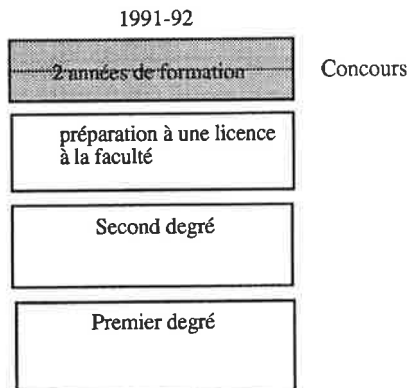 1991-92
2 années de formation
Concours
préparation à une licence
à la faculté
Second degré
Premier degré